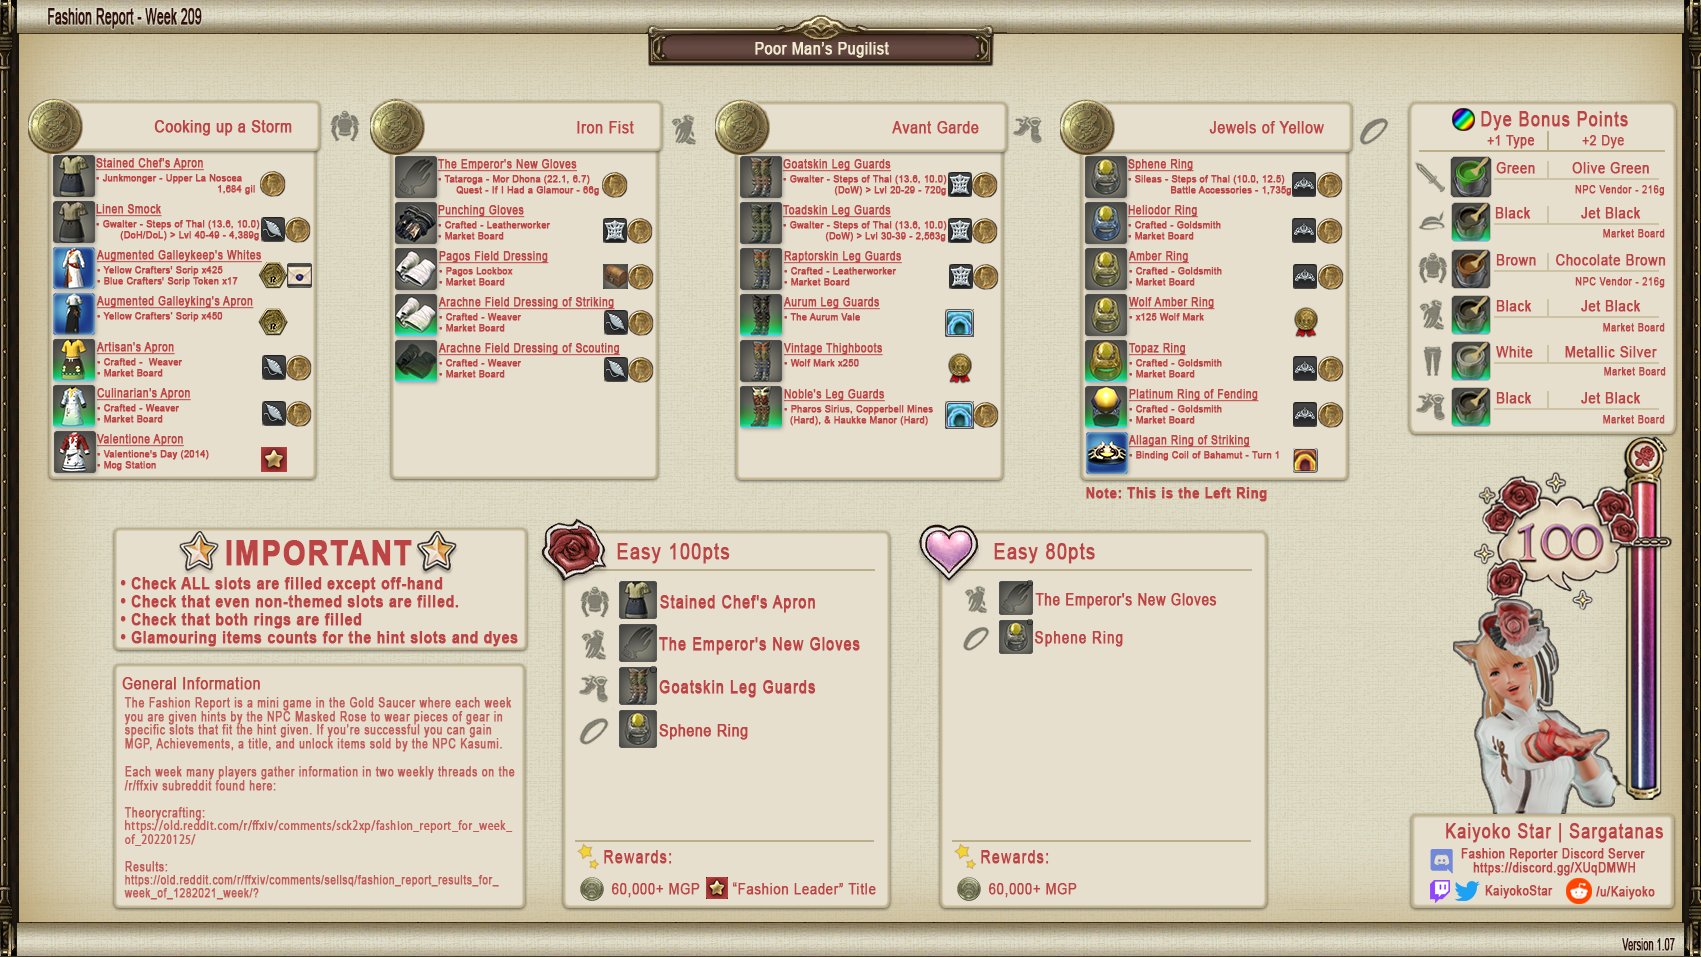 Fashion Report - Week 209
Poor Man's Pugilist
Cooking up a Storm
Stained Chef's Apron
• Junkmonger - Upper La Noscea
1,684 gil
Linen Smock
• Gwalter - Steps of Thal (13.6, 10.0)
(DoH/DoL) > Lvl 40-49 - 4,389g
Augmented Galleykeep's Whites
• Yellow Crafters' Scrip x425
• Blue Crafters' Scrip Token x17
Augmented Galleyking's Apron
• Yellow Crafters' Scrip x450
Artisan's Apron
• Crafted - Weaver
• Market Board
Culinarian's Apron
• Crafted - Weaver
• Market Board
Valentione Apron
• Valentione's Day (2014)
• Mog Station
Iron Fist
The Emperor's New Gloves
• Tataroga - Mor Dhona (22.1, 6.7)
Quest - If I Had a Glamour - 66g
Punching Gloves
• Crafted - Leatherworker
• Market Board
Pagos Field Dressing
• Pagos Lockbox
• Market Board
Arachne Field Dressing of Striking
• Crafted - Weaver
• Market Board
Arachne Field Dressing of Scouting
• Crafted - Weaver
• Market Board
Avant Garde
Goatskin Leg Guards
• Gwalter - Steps of Thal (13.6, 10.0)
(DoW) > Lvl 20-29 - 720g
Toadskin Leg Guards
• Gwalter - Steps of Thal (13.6, 10.0)
(DoW) > Lvl 30-39 - 2,563g
Raptorskin Leg Guards
• Crafted - Leatherworker
• Market Board
Aurum Leg Guards
• The Aurum Vale
Vintage Thighboots
• Wolf Mark x250
Noble's Leg Guards
• Pharos Sirius, Copperbell Mines
(Hard), & Haukke Manor (Hard)
Jewels of Yellow
Sphene Ring
• Sileas - Steps of Thal (10.0, 12.5)
Battle Accessories - 1,735g
Heliodor Ring
• Crafted - Goldsmith
• Market Board
Amber Ring
• Crafted - Goldsmith
• Market Board
Wolf Amber Ring
• x125 Wolf Mark
Topaz Ring
• Crafted - Goldsmith
• Market Board
Platinum Ring of Fending
• Crafted - Goldsmith
• Market Board
Allagan Ring of Striking
• Binding Coil of Bahamut - Turn 1
Note: This is the Left Ring
Dye Bonus Points
+1 Type +2 Dye
Green Olive Green
NPC Vendor - 216g
Black Jet Black
Market Board
Brown Chocolate Brown
NPC Vendor - 216g
Black Jet Black
Market Board
White Metallic Silver
Market Board
Black Jet Black
Market Board
IMPORTANT
• Check ALL slots are filled except off-hand
• Check that even non-themed slots are filled.
• Check that both rings are filled
• Glamouring items counts for the hint slots and dyes
General Information
The Fashion Report is a mini game in the Gold Saucer where each week
you are given hints by the NPC Masked Rose to wear pieces of gear in
specific slots that fit the hint given. If you're successful you can gain
MGP, Achievements, a title, and unlock items sold by the NPC Kasumi.
Each week many players gather information in two weekly threads on the
/r/ffxiv subreddit found here:
Theorycrafting:
https://old.reddit.com/r/ffxiv/comments/sck2xp/fashion_report_for_week_
of_20220125/
Results:
https://old.reddit.com/r/ffxiv/comments/sellsq/fashion_report_results_for_
week_of_1282021_week/?
Easy 100pts
Stained Chef's Apron
The Emperor's New Gloves
Goatskin Leg Guards
Sphene Ring
Rewards:
60,000+ MGP "Fashion Leader" Title
Easy 80pts
The Emperor's New Gloves
Sphene Ring
Rewards:
60,000+ MGP
100
Kaiyoko Star | Sargatanas
Fashion Reporter Discord Server
https://discord.gg/XUqDMWH
KaiyokoStar /u/Kaiyoko
Version 1.07